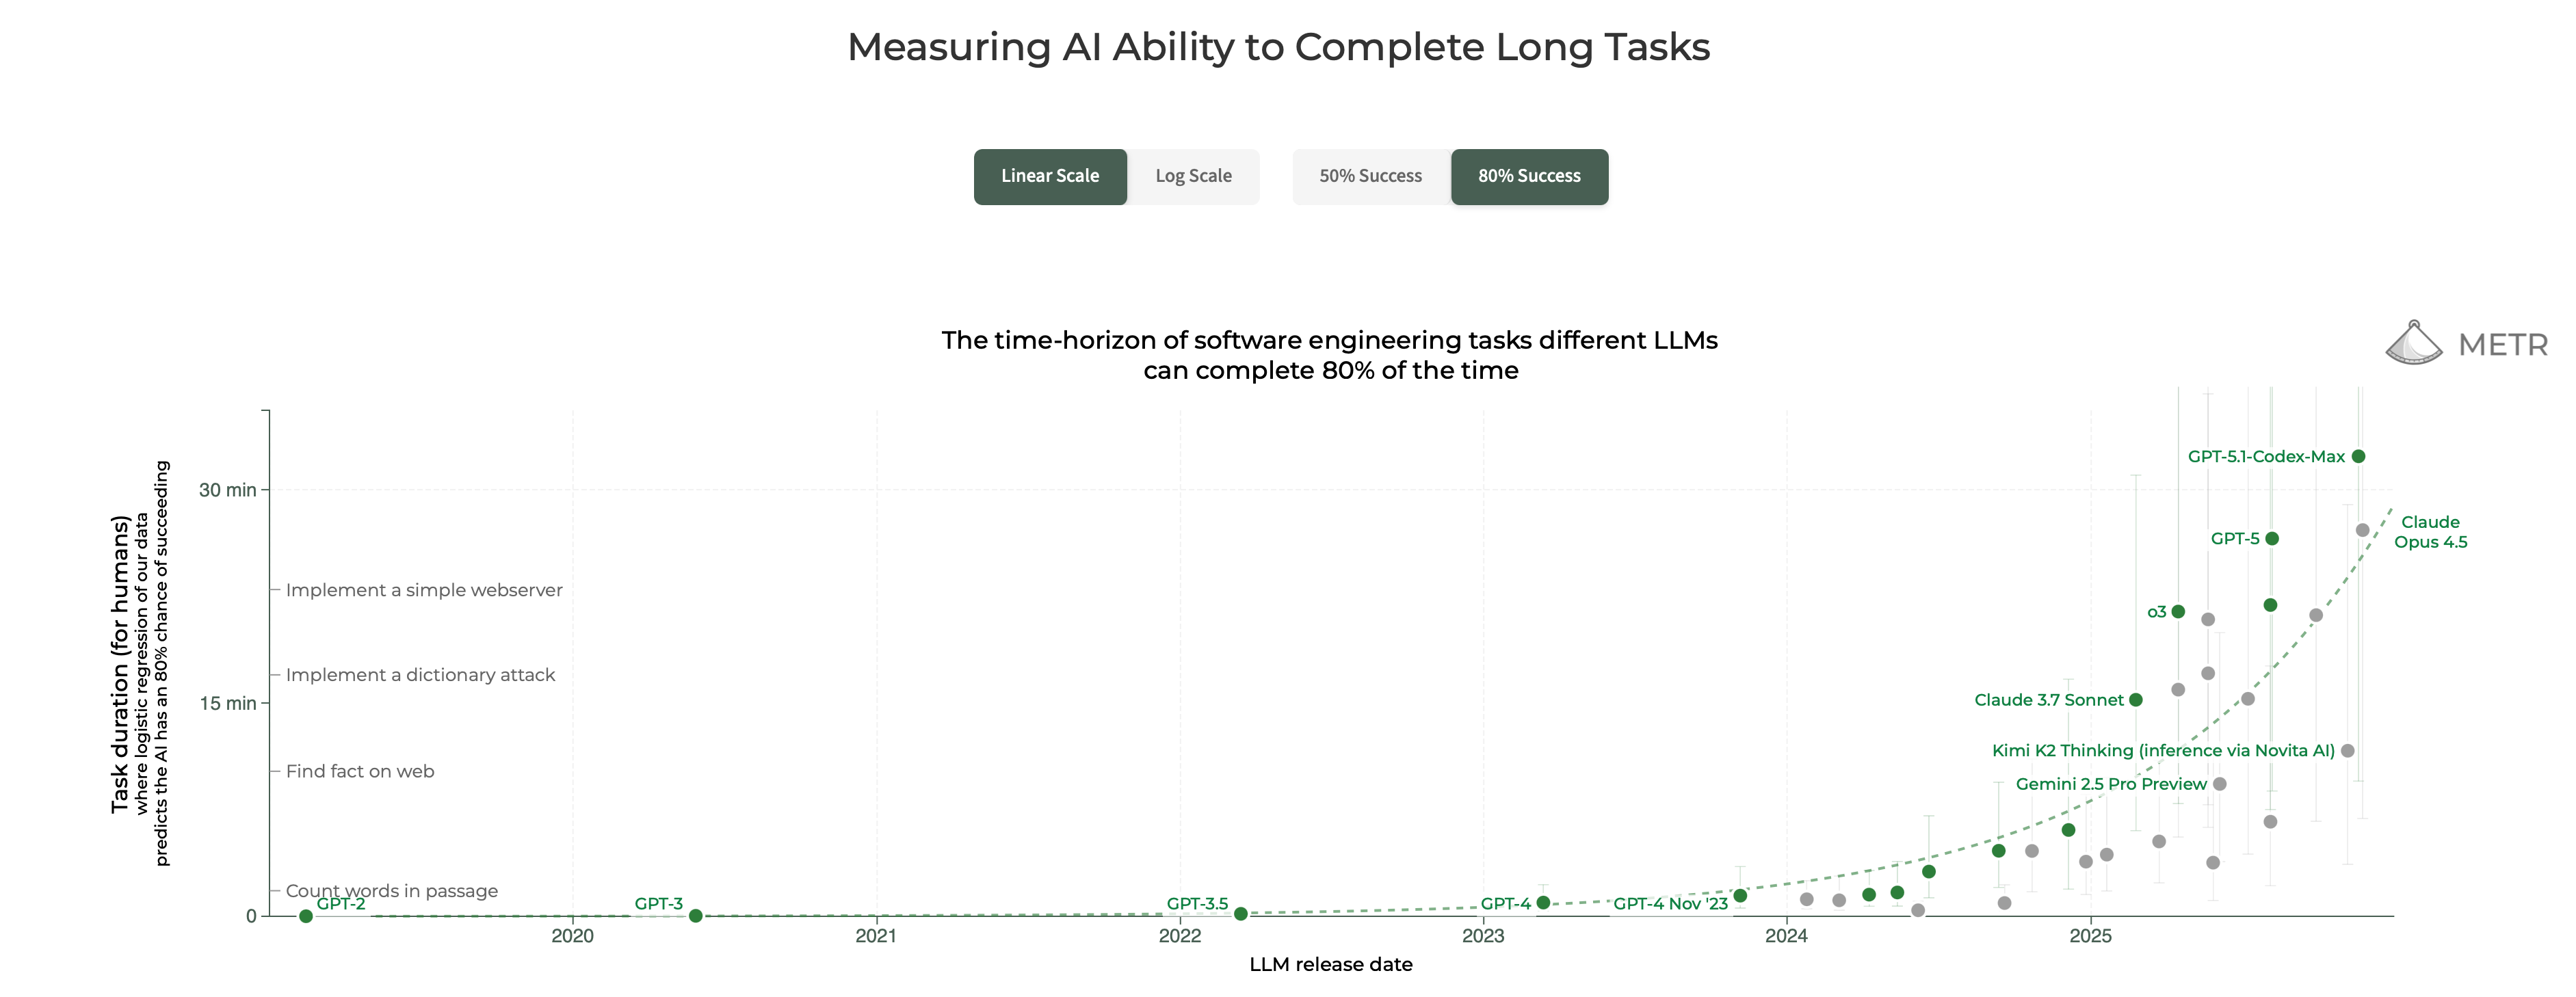 Measuring AI Ability to Complete Long Tasks
Linear Scale
Log Scale
50% Success
80% Success
The time-horizon of software engineering tasks different LLMs
can complete 80% of the time
METR
Task duration (for humans)
where logistic regression of our data
predicts the AI has an 80% chance of succeeding
30 min
15 min
0
Implement a simple webserver
Implement a dictionary attack
Find fact on web
Count words in passage
GPT-2
GPT-3
GPT-3.5
GPT-4
GPT-4 Nov '23
Claude 3.7 Sonnet
o3
GPT-5
GPT-5.1-Codex-Max
Claude
Opus 4.5
Kimi K2 Thinking (inference via Novita AI)
Gemini 2.5 Pro Preview
2020
2021
2022
2023
2024
2025
LLM release date